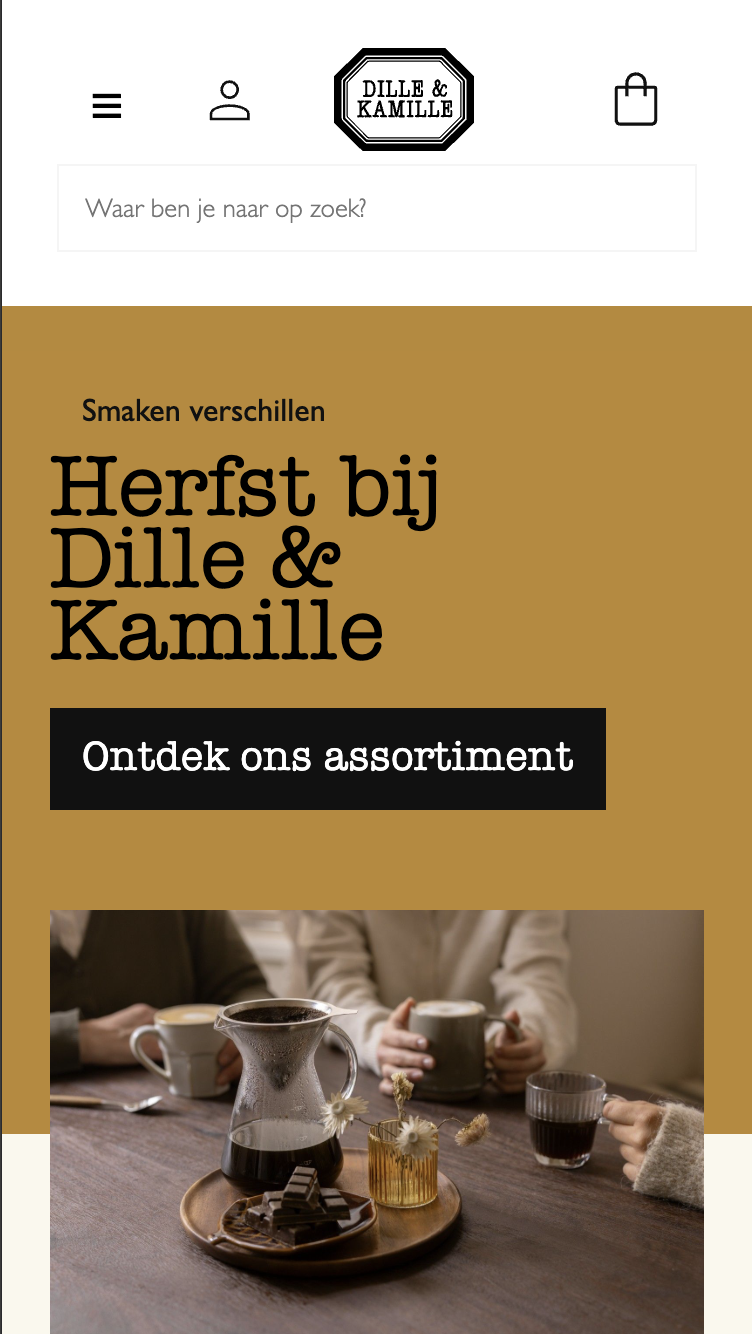 DILLE &
KAMILLE
Waar ben je naar op zoek?
Smaken verschillen
Herfst bij
Dille &
Kamille
Ontdek ons assortiment